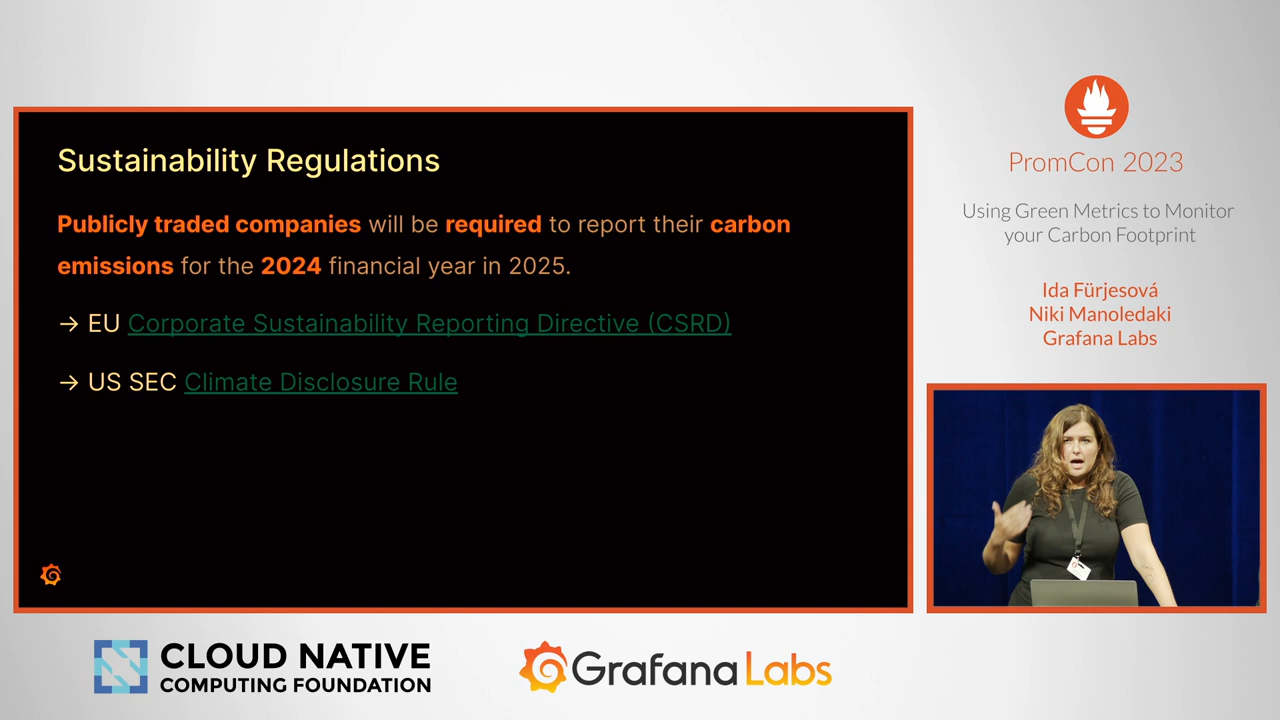 Sustainability Regulations
Publicly traded companies will be required to report their carbon
emissions for the 2024 financial year in 2025.
→ EU Corporate Sustainability Reporting Directive (CSRD)
→ US SEC Climate Disclosure Rule
PromCon 2023
Using Green Metrics to Monitor
your Carbon Footprint
Ida Fürjesová
Niki Manoledaki
Grafana Labs
CLOUD NATIVE
COMPUTING FOUNDATION
Grafana Labs